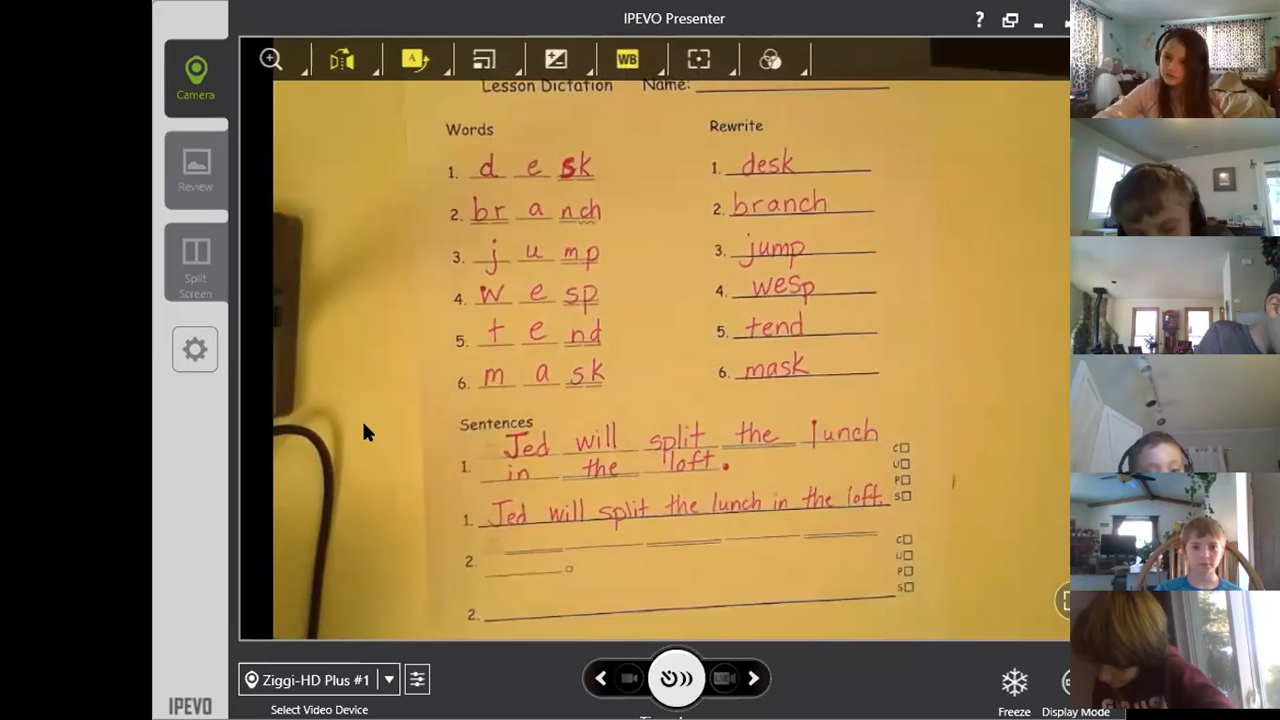 IPEVO Presenter
?
Camera
Review
Split
Screen
A
WB
Lesson Dictation Name:
Words
1. d e sk
2. br a nch
3. j u mp
4. w e sp
5. t e nd
6. m a sk
Rewrite
1. desk
2. branch
3. jump
4. wesp
5. tend
6. mask
Sentences
1. Jed will split the lunch
in the loft.
C
U
P
S
1. Jed will split the lunch in the loft.
2.
C
U
P
S
2.
IPEVO
Ziggi-HD Plus #1
Select Video Device
Freeze
Display Mode